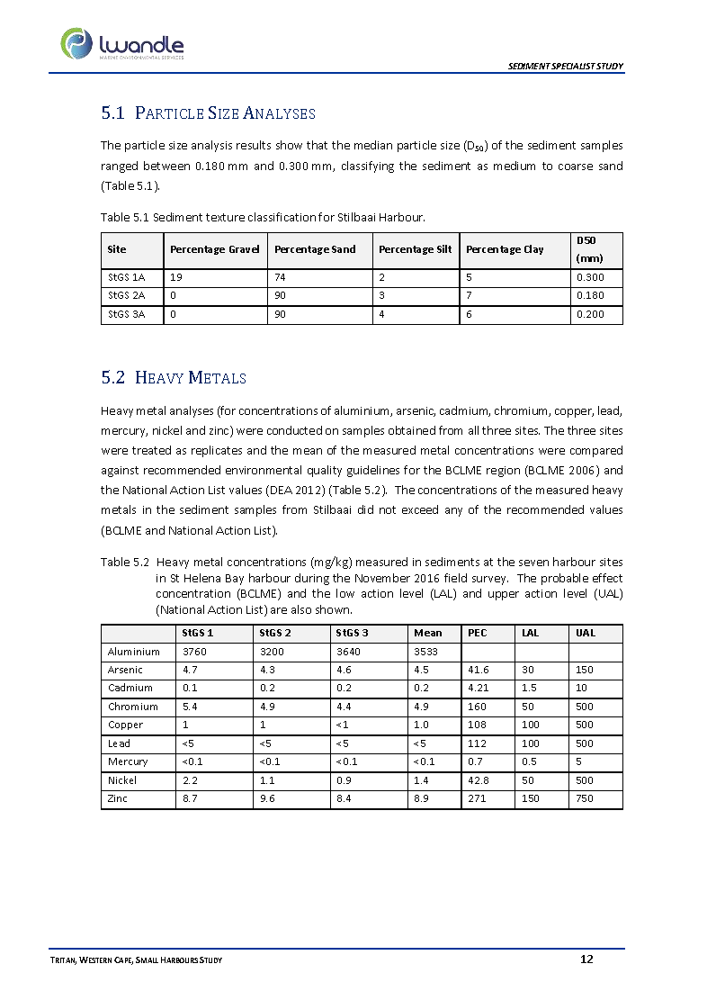 lwandle
MARINE ENVIRONMENTAL SERVICES
SEDIMENT SPECIALIST STUDY
5.1 PARTICLE SIZE ANALYSES
The particle size analysis results show that the median particle size (D50) of the sediment samples
ranged between 0.180 mm and 0.300 mm, classifying the sediment as medium to coarse sand
(Table 5.1).
Table 5.1 Sediment texture classification for Stilbaai Harbour.
Site Percentage Gravel Percentage Sand Percentage Silt Percentage Clay D50 (mm)
StGS 1A 19 74 2 5 0.300
StGS 2A 0 90 3 7 0.180
StGS 3A 0 90 4 6 0.200
5.2 HEAVY METALS
Heavy metal analyses (for concentrations of aluminium, arsenic, cadmium, chromium, copper, lead,
mercury, nickel and zinc) were conducted on samples obtained from all three sites. The three sites
were treated as replicates and the mean of the measured metal concentrations were compared
against recommended environmental quality guidelines for the BCLME region (BCLME 2006) and
the National Action List values (DEA 2012) (Table 5.2). The concentrations of the measured heavy
metals in the sediment samples from Stilbaai did not exceed any of the recommended values
(BCLME and National Action List).
Table 5.2 Heavy metal concentrations (mg/kg) measured in sediments at the seven harbour sites
in St Helena Bay harbour during the November 2016 field survey. The probable effect
concentration (BCLME) and the low action level (LAL) and upper action level (UAL)
(National Action List) are also shown.
StGS 1 StGS 2 StGS 3 Mean PEC LAL UAL
Aluminium 3760 3200 3640 3533
Arsenic 4.7 4.3 4.6 4.5 41.6 30 150
Cadmium 0.1 0.2 0.2 0.2 4.21 1.5 10
Chromium 5.4 4.9 4.4 4.9 160 50 500
Copper 1 1 <1 1.0 108 100 500
Lead <5 <5 <5 <5 112 100 500
Mercury <0.1 <0.1 <0.1 <0.1 0.7 0.5 5
Nickel 2.2 1.1 0.9 1.4 42.8 50 500
Zinc 8.7 9.6 8.4 8.9 271 150 750
TRITAN, WESTERN CAPE, SMALL HARBOURS STUDY 12